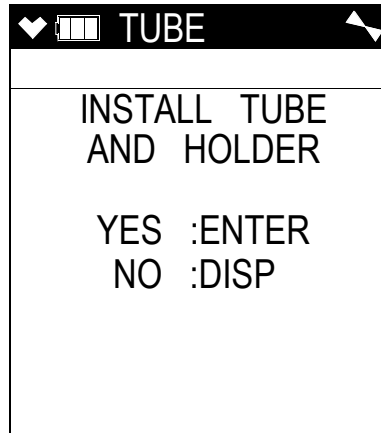 TUBE
INSTALL TUBE
AND HOLDER
YES :ENTER
NO :DISP